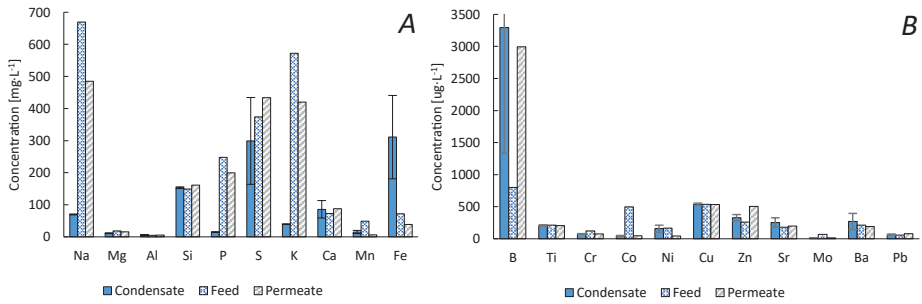 A
Concentration [mg·L-1]
700
600
500
400
300
200
100
0
Na Mg Al Si P S K Ca Mn Fe
Condensate Feed Permeate
B
Concentration [ug·L-1]
3500
3000
2500
2000
1500
1000
500
0
B Ti Cr Co Ni Cu Zn Sr Mo Ba Pb
Condensate Feed Permeate